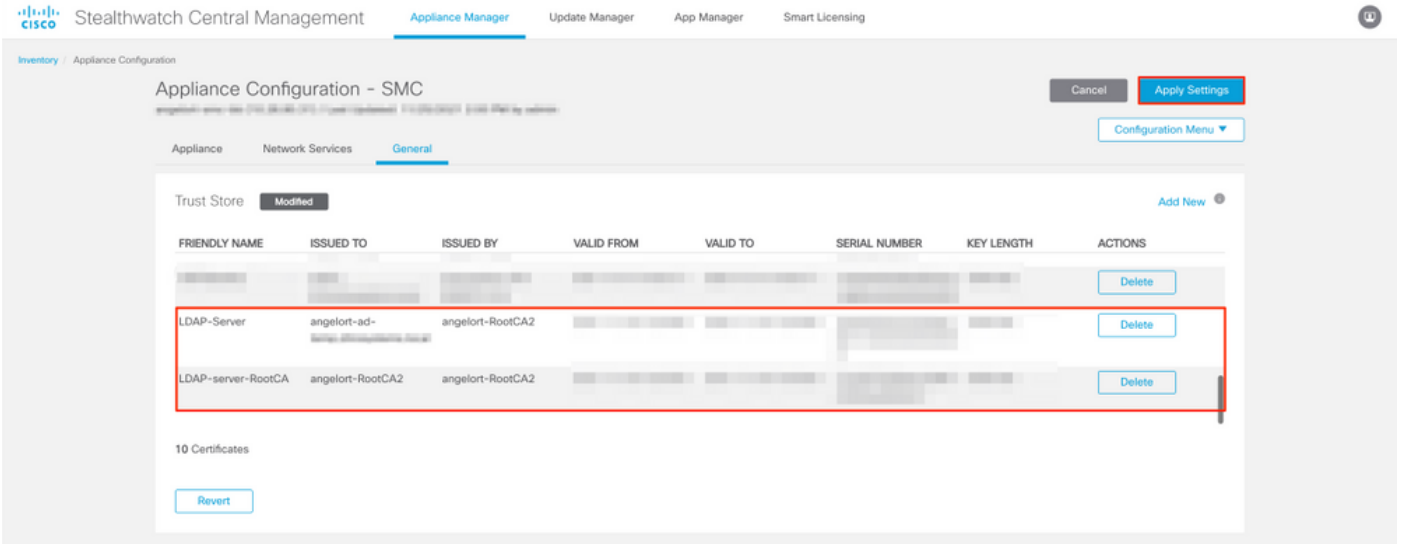 CISCO
Stealthwatch Central Management
Appliance Manager
Update Manager
App Manager
Smart Licensing
Inventory / Appliance Configuration
Appliance Configuration - SMC
Cancel
Apply Settings
Configuration Menu ▼
Appliance
Network Services
General
Trust Store
Modified
Add New
FRIENDLY NAME ISSUED TO ISSUED BY VALID FROM VALID TO SERIAL NUMBER KEY LENGTH ACTIONS
Delete
LDAP-Server angelort-ad- angelort-RootCA2 Delete
LDAP-server-RootCA angelort-RootCA2 angelort-RootCA2 Delete
10 Certificates
Revert